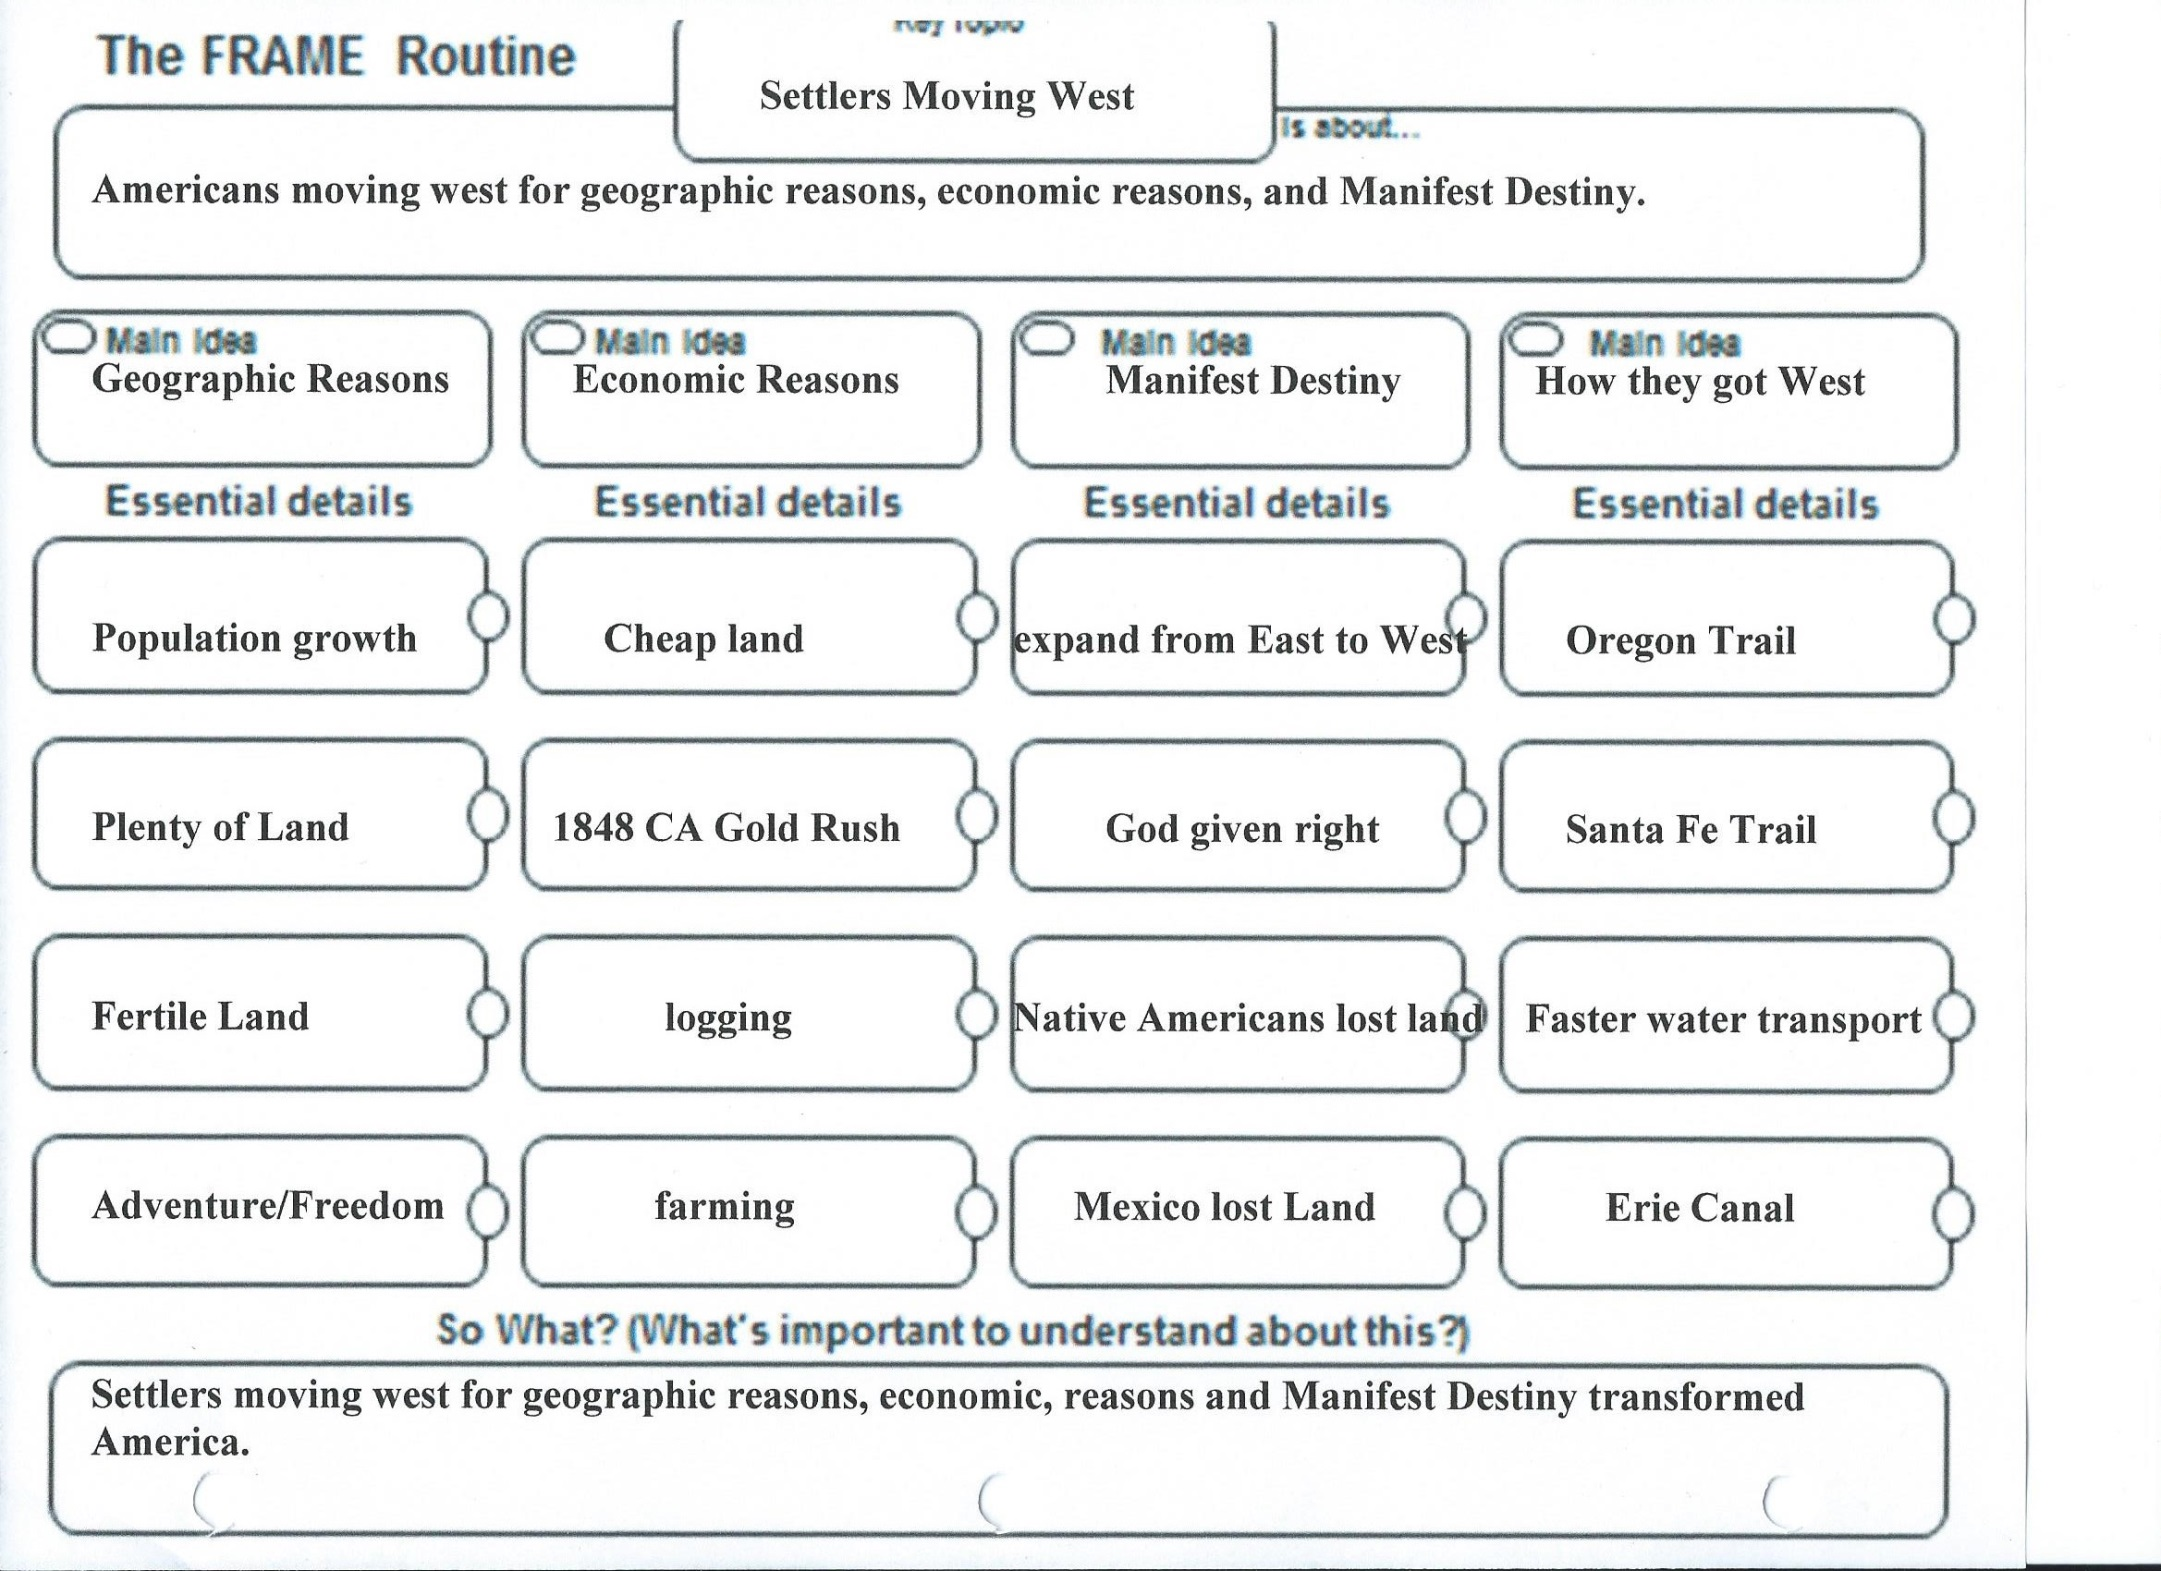 Key Topic
The FRAME Routine
Settlers Moving West
is about...
Americans moving west for geographic reasons, economic reasons, and Manifest Destiny.
Main idea
Geographic Reasons
Main idea
Economic Reasons
Main idea
Manifest Destiny
Main idea
How they got West
Essential details
Essential details
Essential details
Essential details
Population growth
Cheap land
expand from East to West
Oregon Trail
Plenty of Land
1848 CA Gold Rush
God given right
Santa Fe Trail
Fertile Land
logging
Native Americans lost land
Faster water transport
Adventure/Freedom
farming
Mexico lost Land
Erie Canal
So What? (What's important to understand about this?)
Settlers moving west for geographic reasons, economic, reasons and Manifest Destiny transformed
America.